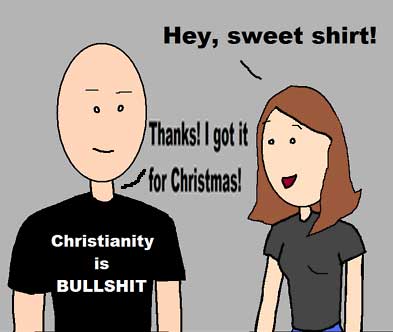 Hey, sweet shirt!
Thanks! I got it
for Christmas!
Christianity
is
BULLSHIT